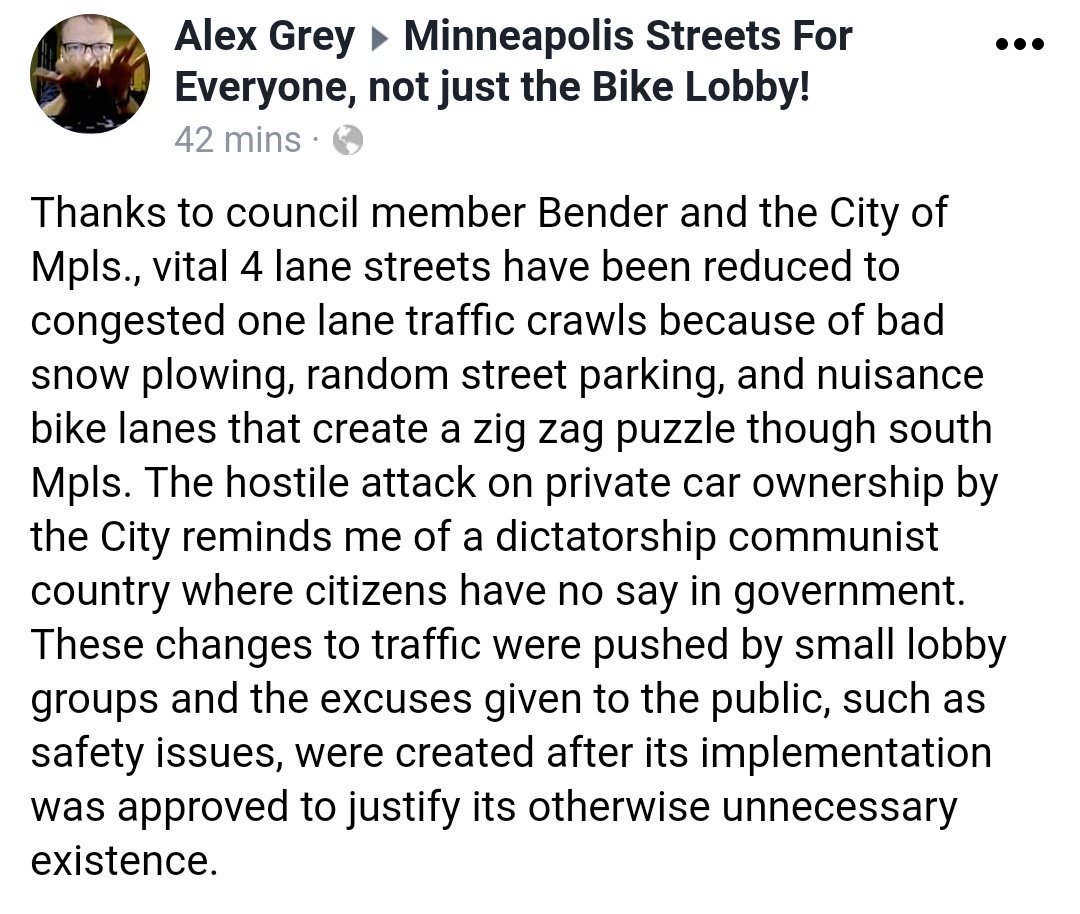 Alex Grey ▸ Minneapolis Streets For
Everyone, not just the Bike Lobby!
42 mins ·
Thanks to council member Bender and the City of
Mpls., vital 4 lane streets have been reduced to
congested one lane traffic crawls because of bad
snow plowing, random street parking, and nuisance
bike lanes that create a zig zag puzzle though south
Mpls. The hostile attack on private car ownership by
the City reminds me of a dictatorship communist
country where citizens have no say in government.
These changes to traffic were pushed by small lobby
groups and the excuses given to the public, such as
safety issues, were created after its implementation
was approved to justify its otherwise unnecessary
existence.